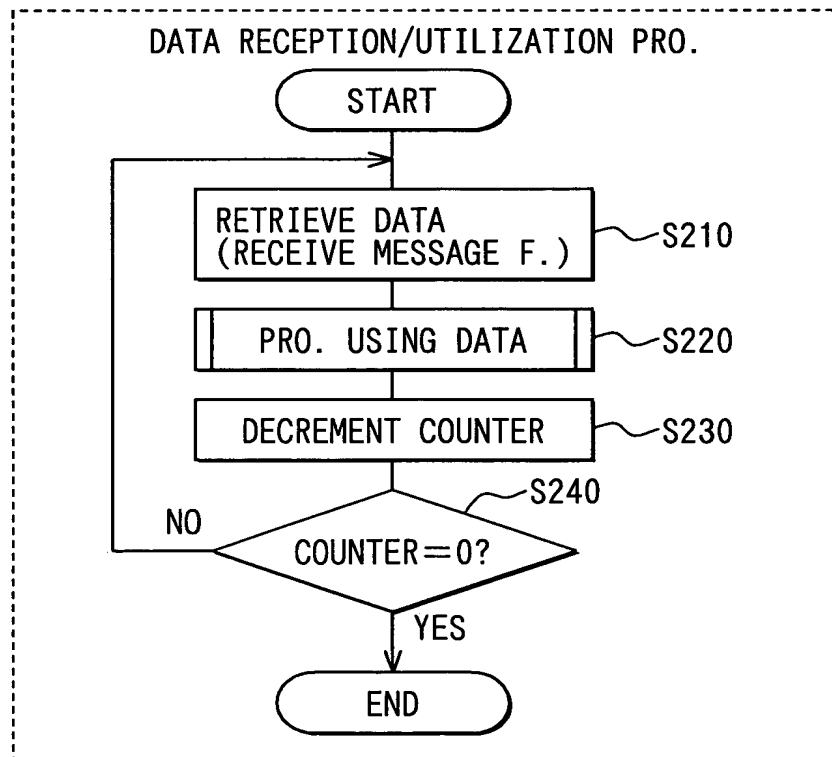 DATA RECEPTION/UTILIZATION PRO.
START
RETRIEVE DATA
(RECEIVE MESSAGE F.)
S210
PRO. USING DATA
S220
DECREMENT COUNTER
S230
S240
NO
COUNTER=0?
YES
END